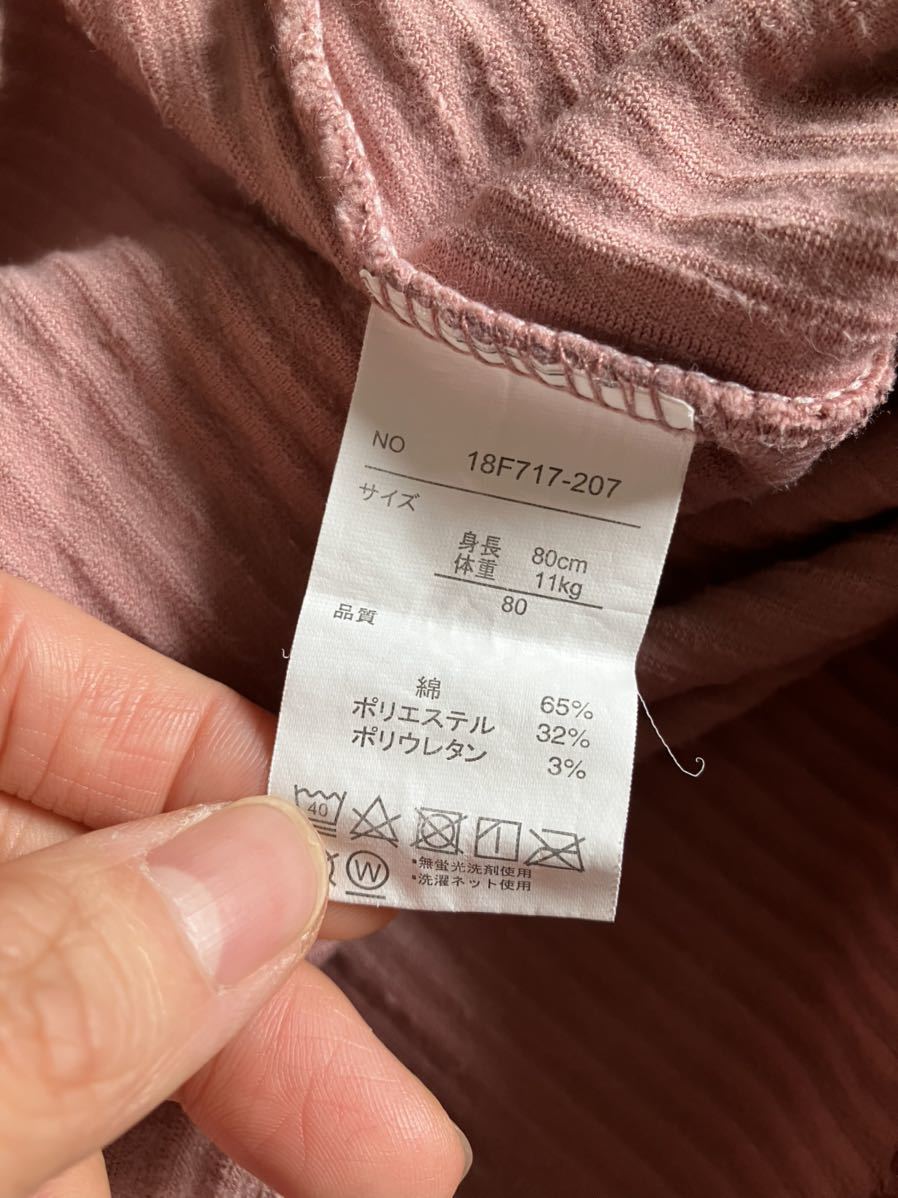 NO 18F717-207
サイズ
身長 80cm
体重 11kg
80
品質
綿 65%
ポリエステル 32%
ポリウレタン 3%
40
W
・無蛍光洗剤使用
・洗濯ネット使用